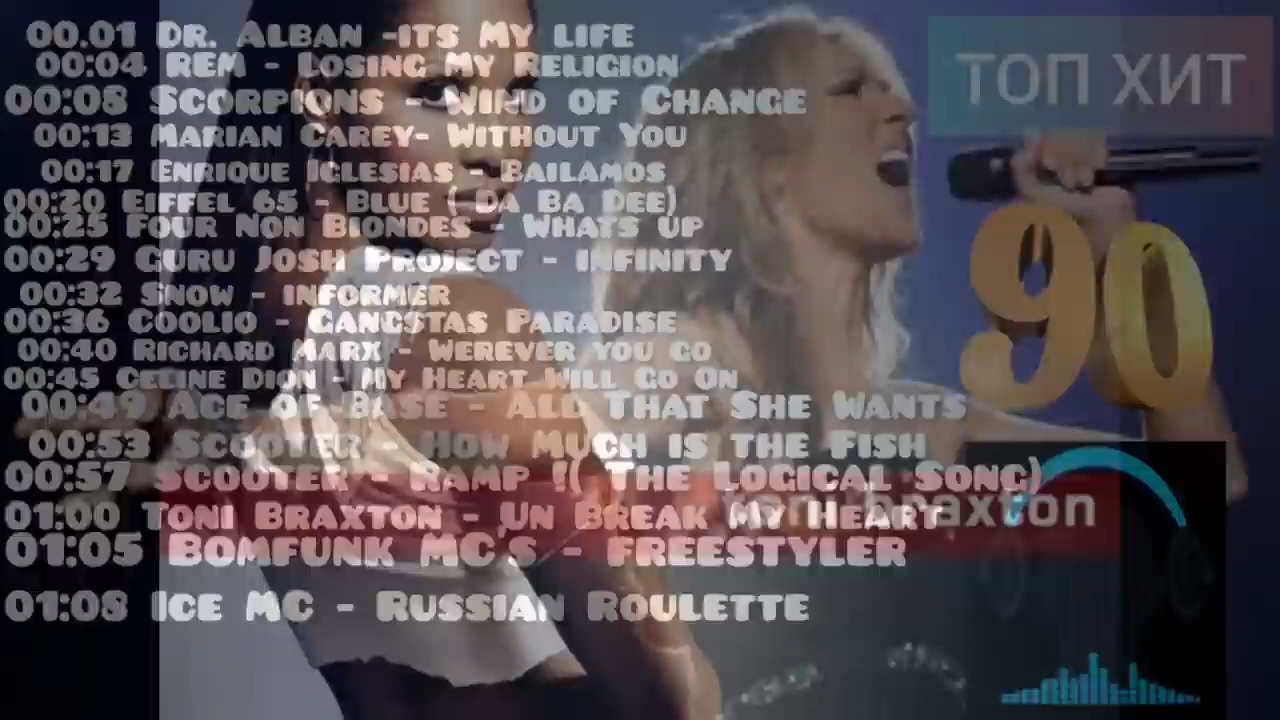 00.01 Dr. Alban -its My life
00:04 REM - Losing My Religion
00:08 Scorpions - Wind of Change
00:13 Marian Carey- Without You
00:17 Enrique Iglesias - Bailamos
00:20 Eiffel 65 - Blue ( Da Ba Dee)
00:25 Four Non Blondes - Whats Up
00:29 Guru Josh Project - Infinity
00:32 Snow - informer
00:36 Coolio - Gangstas Paradise
00:40 Richard Marx - Werever you go
00:45 Celine Dion - My Heart Will Go On
00:49 Ace of Base - All That She Wants
00:53 Scooter - How Much is the Fish
00:57 Scooter - Ramp !( The Logical Song)
01:00 Toni Braxton - Un Break My Heart
01:05 Bomfunk MC's - freestyler
01:08 Ice MC - Russian Roulette
ТОП ХИТ
90
toni braxton